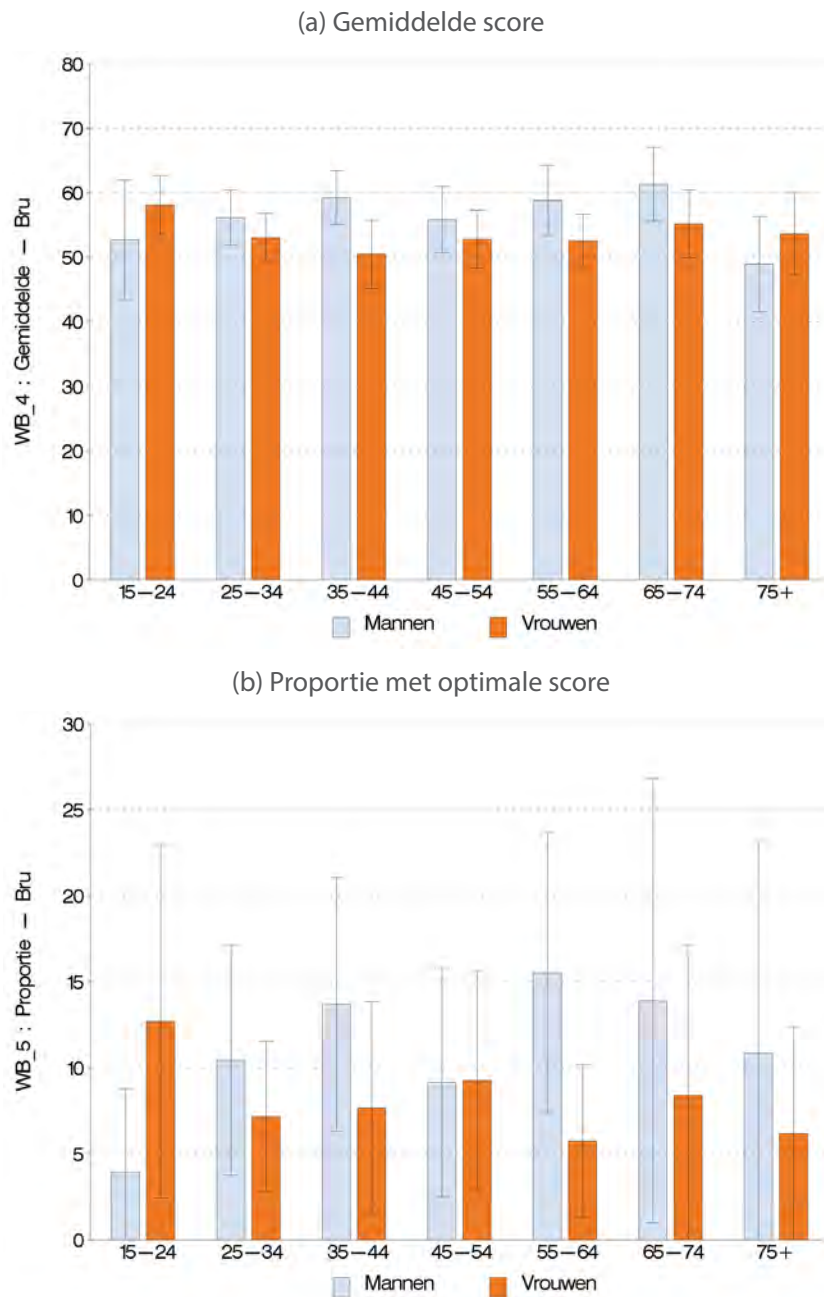 (a) Gemiddelde score
80
70
60
50
40
30
20
10
0
WB_4 : Gemiddelde – Bru
15–24 25–34 35–44 45–54 55–64 65–74 75+
Mannen Vrouwen
(b) Proportie met optimale score
30
25
20
15
10
5
0
WB_5 : Proportie – Bru
15–24 25–34 35–44 45–54 55–64 65–74 75+
Mannen Vrouwen